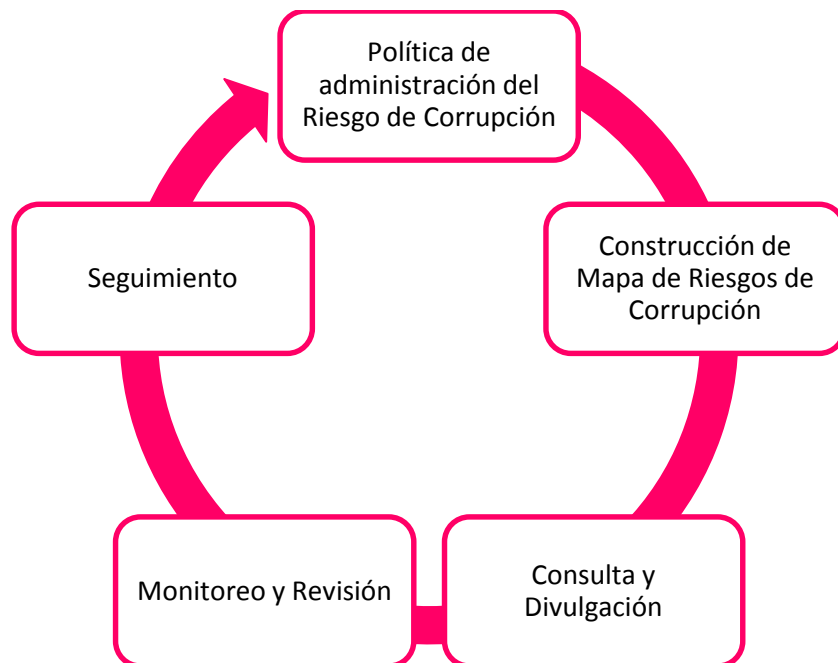 Política de
administración del
Riesgo de Corrupción
Construcción de
Mapa de Riesgos de
Corrupción
Consulta y
Divulgación
Monitoreo y Revisión
Seguimiento